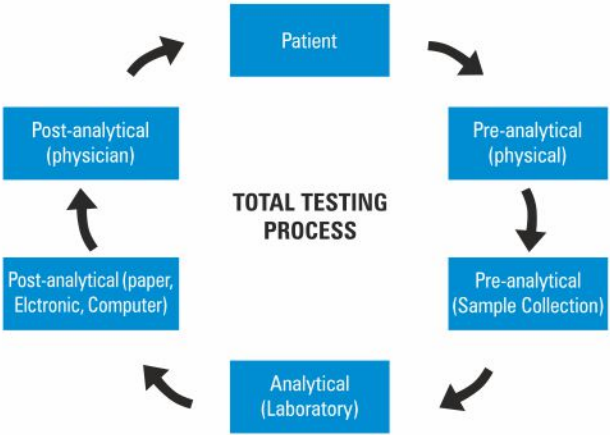 Patient
Pre-analytical
(physical)
Pre-analytical
(Sample Collection)
Analytical
(Laboratory)
Post-analytical (paper,
Elctronic, Computer)
Post-analytical
(physician)
TOTAL TESTING
PROCESS